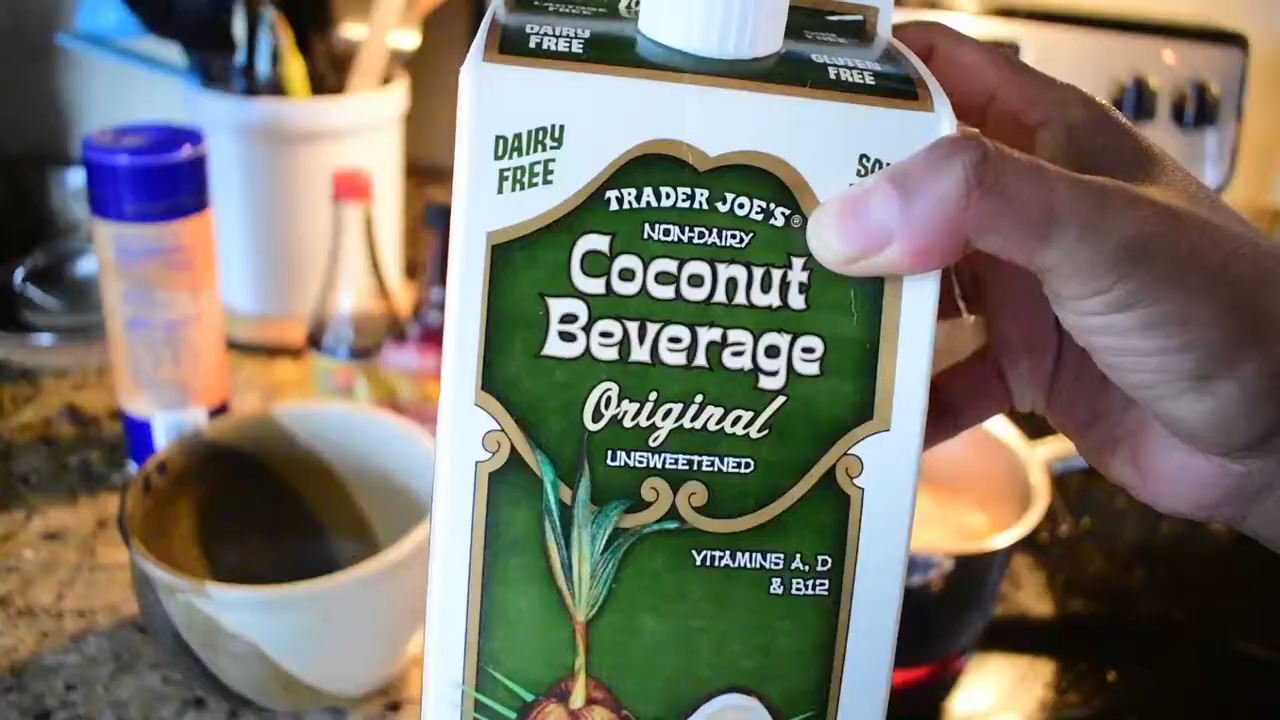 DAIRY
FREE
GLUTEN
FREE
DAIRY
FREE
TRADER JOE'S®
NON-DAIRY
Coconut
Beverage
Original
UNSWEETENED
VITAMINS A, D
& B12